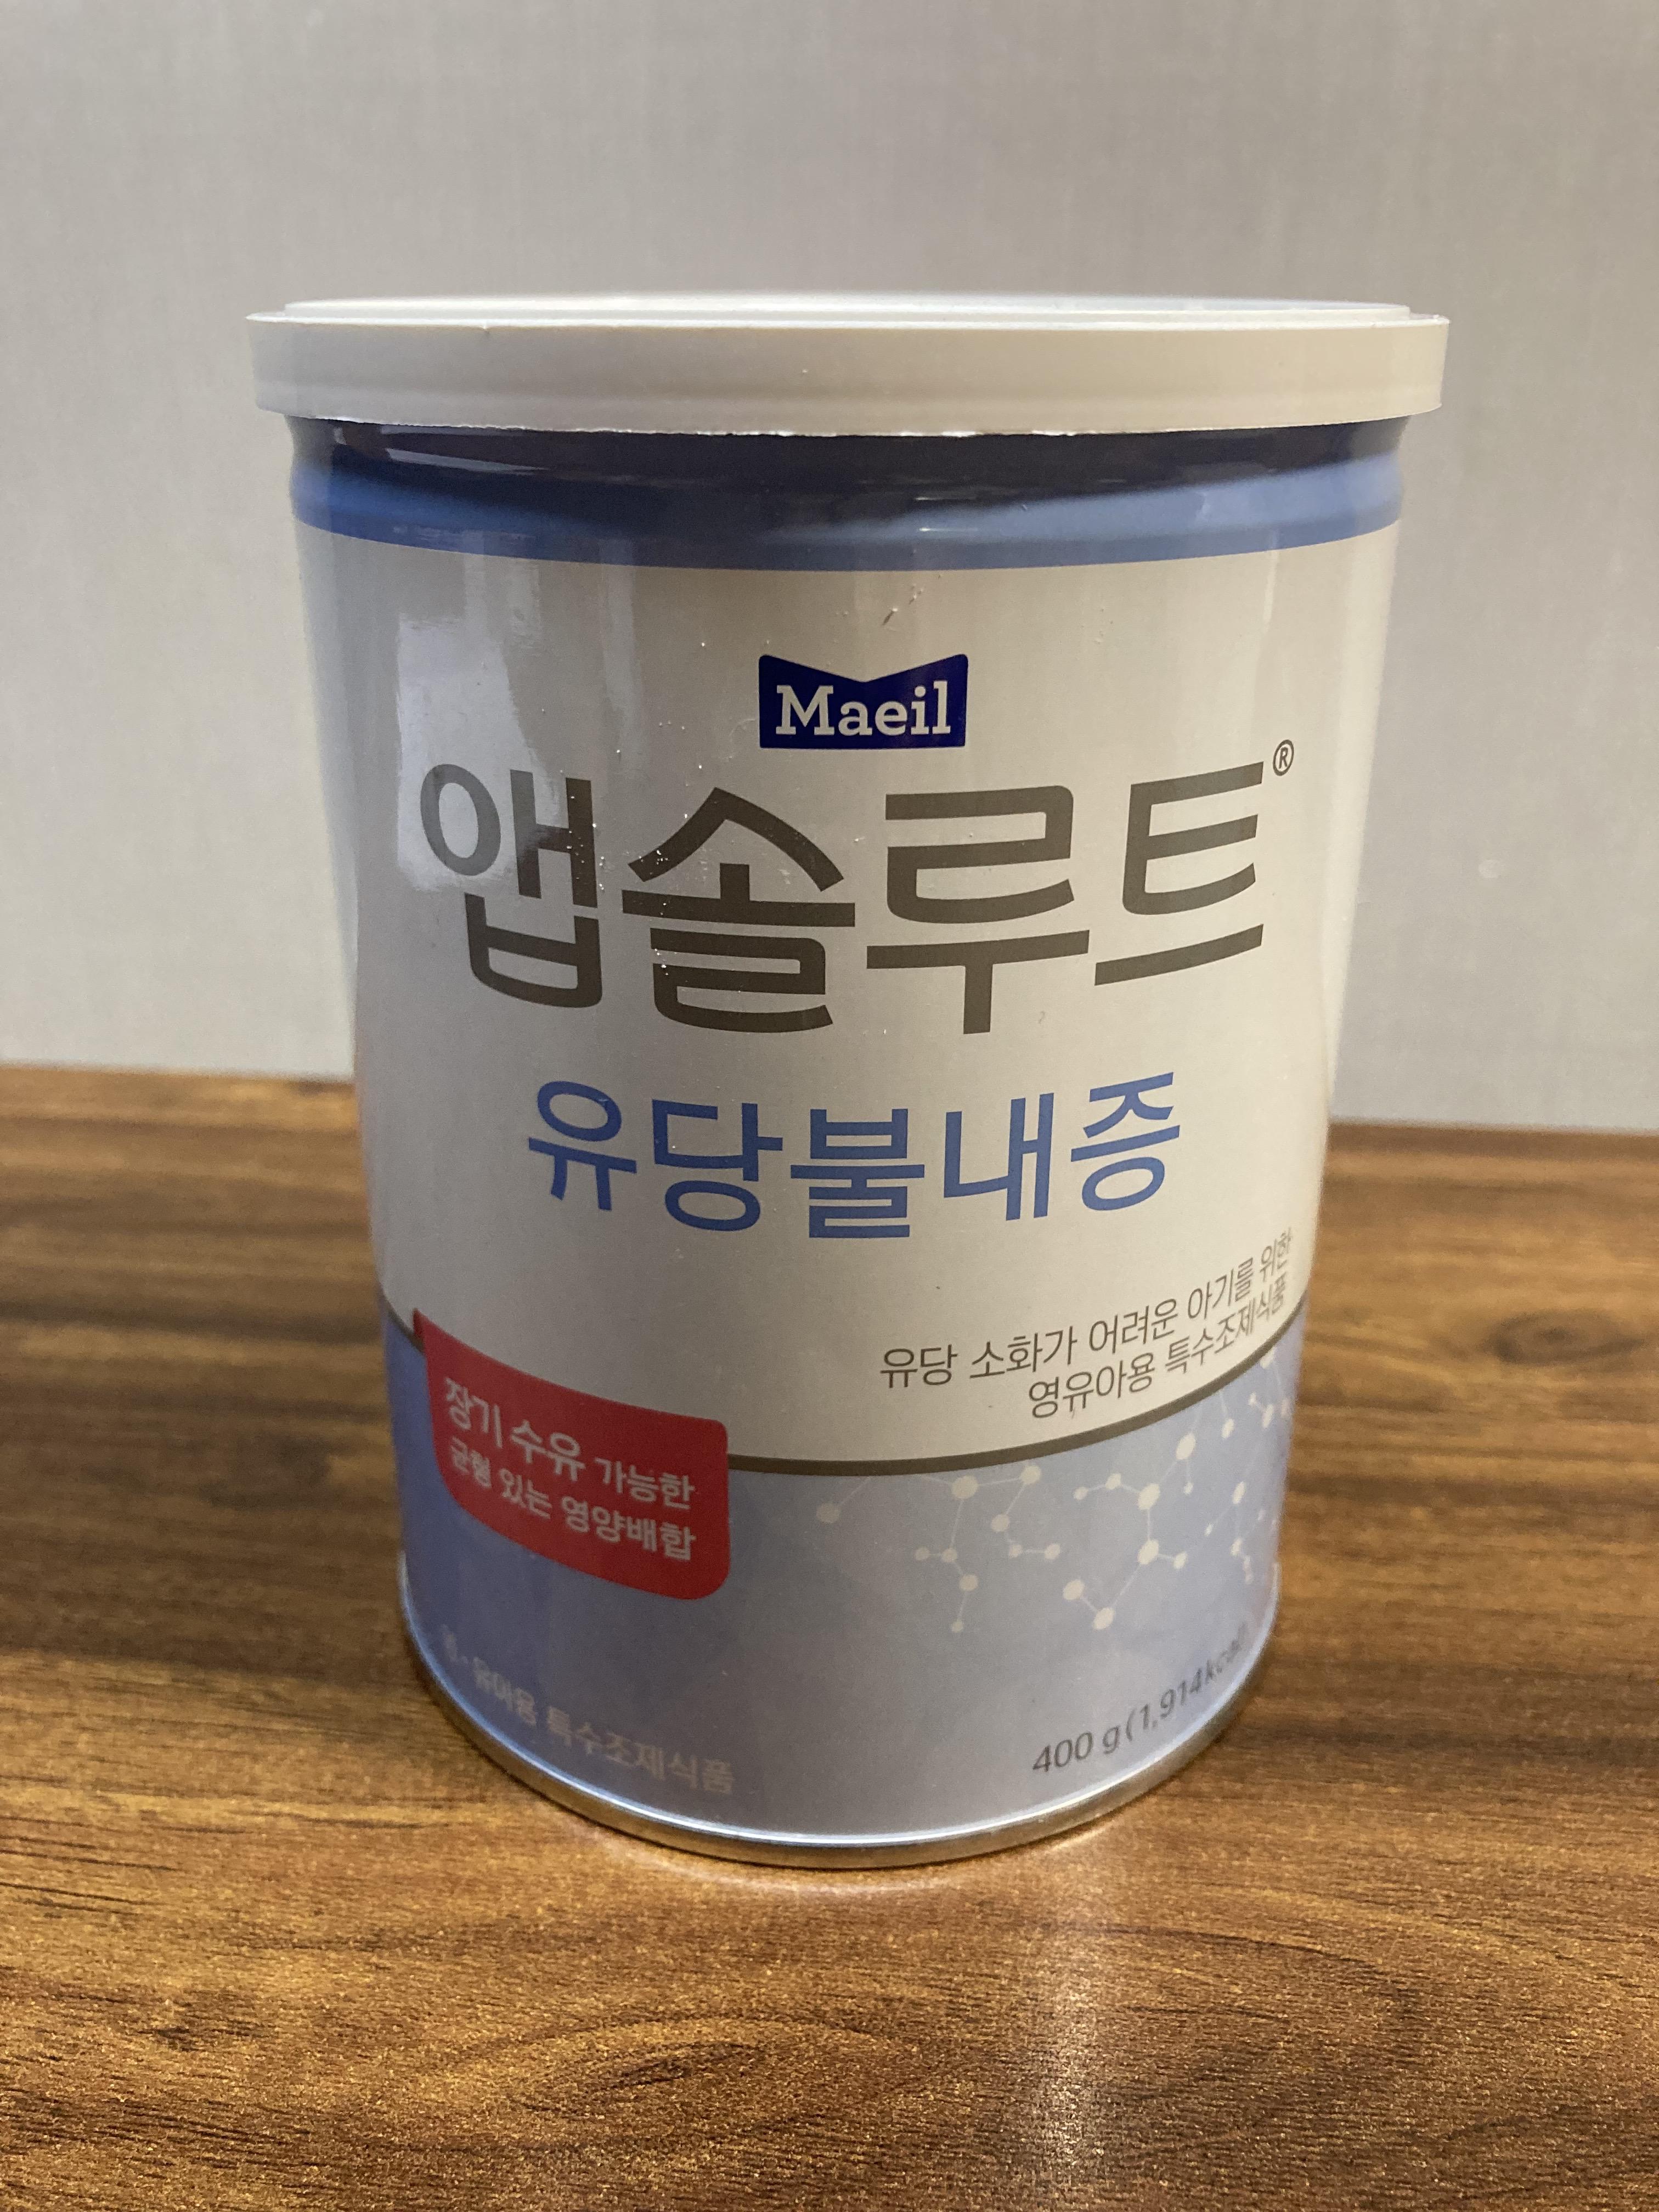 Maeil
앱솔루트®
유당불내증
유당 소화가 어려운 아기를 위한
영유아용 특수조제식품
장기 수유 가능한
균형 있는 영양배합
영·유아용 특수조제식품
400 g(1,914kcal)